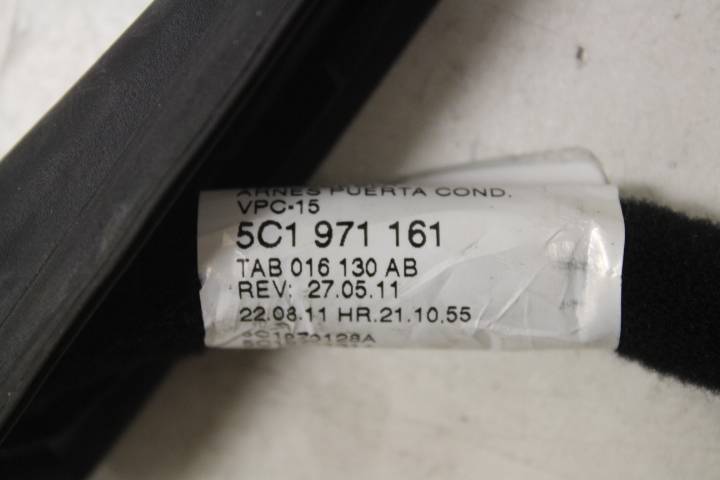 ARNES PUERTA COND.
VPC-15
5C1 971 161
TAB 016 130 AB
REV: 27.05.11
22.08.11 HR.21.10.55